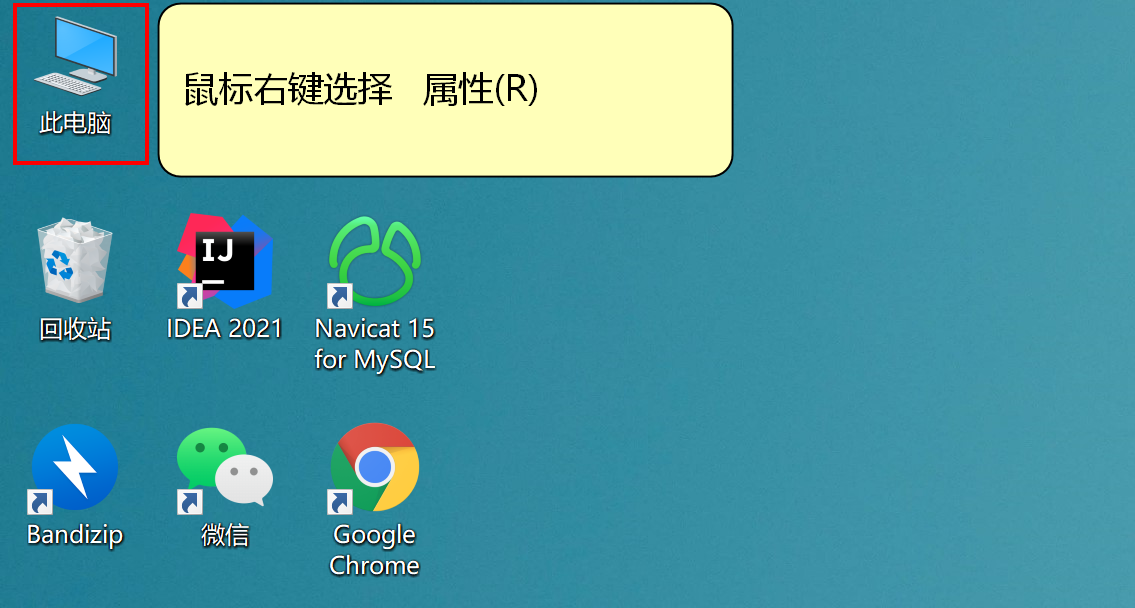 此电脑
鼠标右键选择 属性(R)
回收站
IJ
IDEA 2021
Navicat 15
for MySQL
Bandizip
微信
Google
Chrome